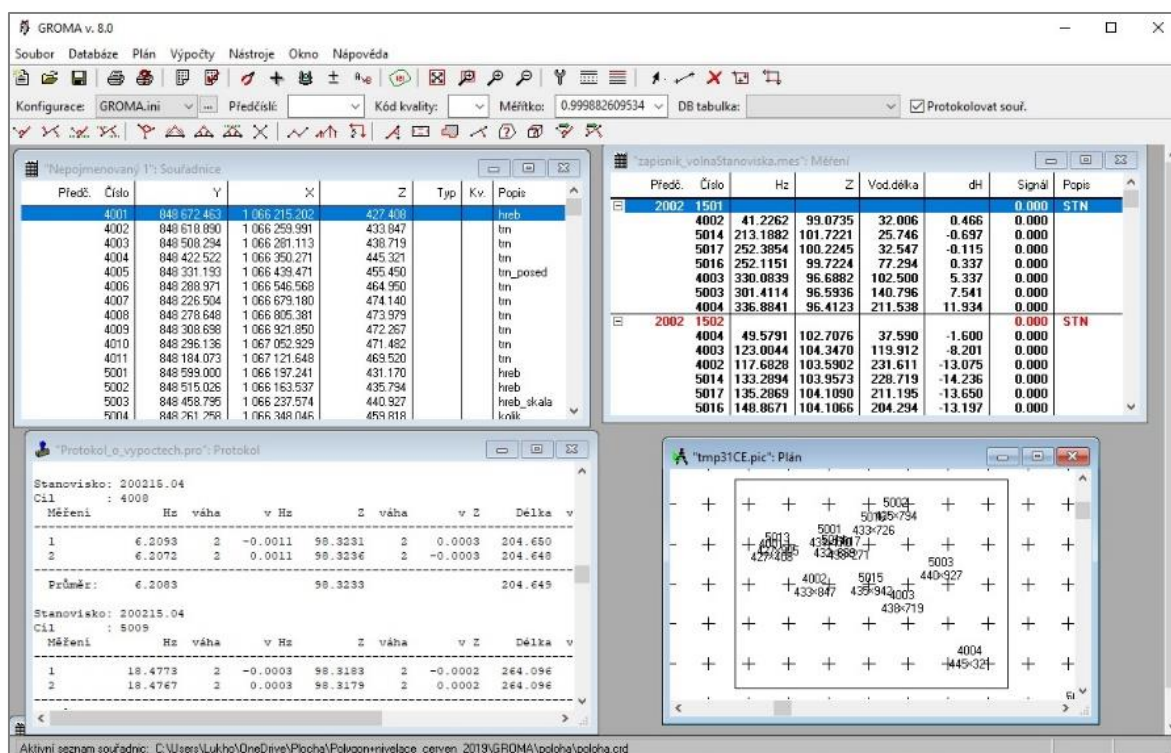 GROMA v. 8.0
Soubor Databáze Plán Výpočty Nástroje Okno Nápověda
Konfigurace: GROMA.ini ... Předčíslí: Kód kvality: Měřítko: 0.999882609534 DB tabulka: Protokolovat souř.
"Nepojmenovaný 1": Souřadnice
Předč. Číslo Y X Z Typ Kv. Popis
4001 848 672.463 1 066 215.202 427.408 hreb
4002 848 618.890 1 066 259.991 433.847 trn
4003 848 508.294 1 066 281.113 438.719 trn
4004 848 422.522 1 066 350.271 445.321 trn
4005 848 331.193 1 066 439.471 455.450 trn_posed
4006 848 288.971 1 066 546.568 464.950 trn
4007 848 226.504 1 066 679.180 474.140 trn
4008 848 278.648 1 066 805.381 473.979 trn
4009 848 308.698 1 066 921.850 472.267 trn
4010 848 296.136 1 067 052.929 471.482 trn
4011 848 184.073 1 067 121.648 469.520 trn
5001 848 599.000 1 066 197.241 431.170 hreb
5002 848 515.026 1 066 163.537 435.794 hreb
5003 848 458.795 1 066 237.574 440.927 hreb_skala
5004 848 261.258 1 066 348.046 459.818 kolik
"zapisnik_volnaStanoviska.mes": Měření
Předč. Číslo Hz Z Vod.délka dH Signál Popis
2002 1501 0.000 STN
4002 41.2262 99.0735 32.006 0.466 0.000
5014 213.1882 101.7221 25.746 -0.697 0.000
5017 252.3854 100.2245 32.547 -0.115 0.000
5016 252.1151 99.7224 77.294 0.337 0.000
4003 330.0839 96.6882 102.500 5.337 0.000
5003 301.4114 96.5936 140.796 7.541 0.000
4004 336.8841 96.4123 211.538 11.934 0.000
2002 1502 0.000 STN
4004 49.5791 102.7076 37.590 -1.600 0.000
4003 123.0044 104.3470 119.912 -8.201 0.000
4002 117.6828 103.5902 231.611 -13.075 0.000
5014 133.2894 103.9573 228.719 -14.236 0.000
5017 135.2869 104.1090 211.195 -13.650 0.000
5016 148.8671 104.1066 204.294 -13.197 0.000
"Protokol_o_vypoctech.pro": Protokol
Stanovisko: 200215.04
Cíl : 4008
Měření Hz váha v Hz Z váha v Z Délka v
1 6.2093 2 -0.0011 98.3231 2 0.0003 204.650
2 6.2072 2 0.0011 98.3236 2 -0.0003 204.648
Průměr: 6.2083 98.3233 204.649
Stanovisko: 200215.04
Cíl : 5009
Měření Hz váha v Hz Z váha v Z Délka v
1 18.4773 2 -0.0003 98.3183 2 -0.0002 264.096
2 18.4767 2 0.0003 98.3179 2 0.0002 264.096
"tmp31CE.pic": Plán
5002
5001 433×726
5013
5003
440×927
4002 5015
433×847 435×942 4003
438×719
4004
445×321
Aktivní seznam souřadnic: C:\Users\Lukho\OneDrive\Plocha\Polygon+nivelace_cerven_2019\GROMA\poloha\poloha.crd